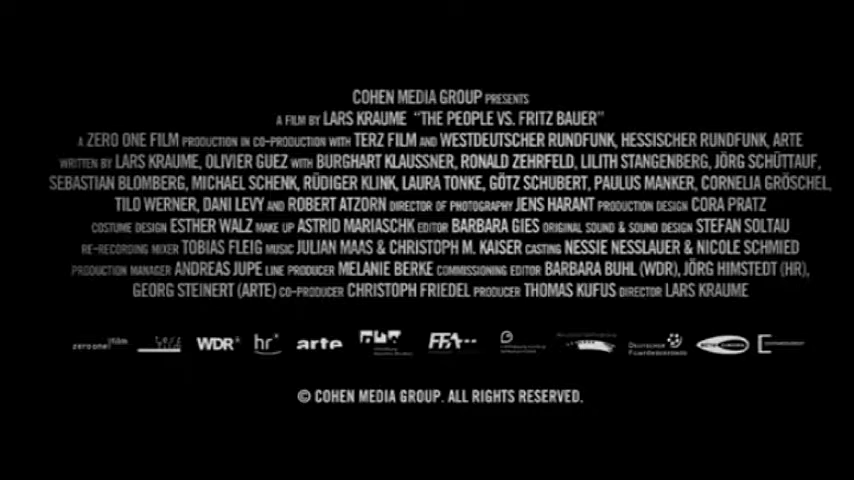 COHEN MEDIA GROUP PRESENTS
A FILM BY LARS KRAUME "THE PEOPLE VS. FRITZ BAUER"
A ZERO ONE FILM PRODUCTION IN CO-PRODUCTION WITH TERZ FILM AND WESTDEUTSCHER RUNDFUNK, HESSISCHER RUNDFUNK, ARTE
WRITTEN BY LARS KRAUME, OLIVIER GUEZ WITH BURGHART KLAUSSNER, RONALD ZEHRFELD, LILITH STANGENBERG, JÖRG SCHÜTTAUF,
SEBASTIAN BLOMBERG, MICHAEL SCHENK, RÜDIGER KLINK, LAURA TONKE, GÖTZ SCHUBERT, PAULUS MANKER, CORNELIA GRÖSCHEL,
TILO WERNER, DANI LEVY AND ROBERT ATZORN DIRECTOR OF PHOTOGRAPHY JENS HARANT PRODUCTION DESIGN CORA PRATZ
COSTUME DESIGN ESTHER WALZ MAKE UP ASTRID MARIASCHK EDITOR BARBARA GIES ORIGINAL SOUND & SOUND DESIGN STEFAN SOLTAU
RE-RECORDING MIXER TOBIAS FLEIG MUSIC JULIAN MAAS & CHRISTOPH M. KAISER CASTING NESSIE NESSLAUER & NICOLE SCHMIED
PRODUCTION MANAGER ANDREAS JUPE LINE PRODUCER MELANIE BERKE COMMISSIONING EDITOR BARBARA BUHL (WDR), JÖRG HIMSTEDT (HR),
GEORG STEINERT (ARTE) CO-PRODUCER CHRISTOPH FRIEDEL PRODUCER THOMAS KUFUS DIRECTOR LARS KRAUME
zero one film terz film WDR hr arte FFA DEUTSCHER FILMFÖRDERFONDS
© COHEN MEDIA GROUP. ALL RIGHTS RESERVED.